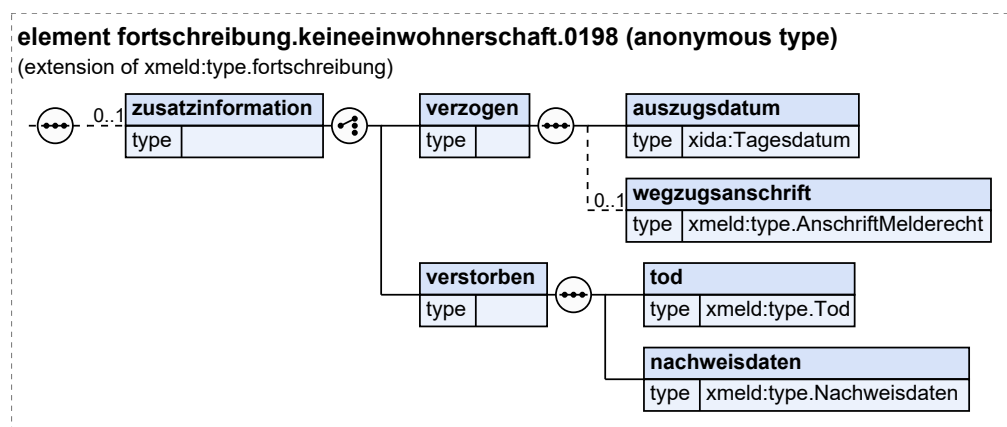 element fortschreibung.keineeinwohnerschaft.0198 (anonymous type)
(extension of xmeld:type.fortschreibung)
0..1 zusatzinformation
type
verzogen
type
auszugsdatum
type xida:Tagesdatum
0..1 wegzugsanschrift
type xmeld:type.AnschriftMelderecht
verstorben
type
tod
type xmeld:type.Tod
nachweisdaten
type xmeld:type.Nachweisdaten